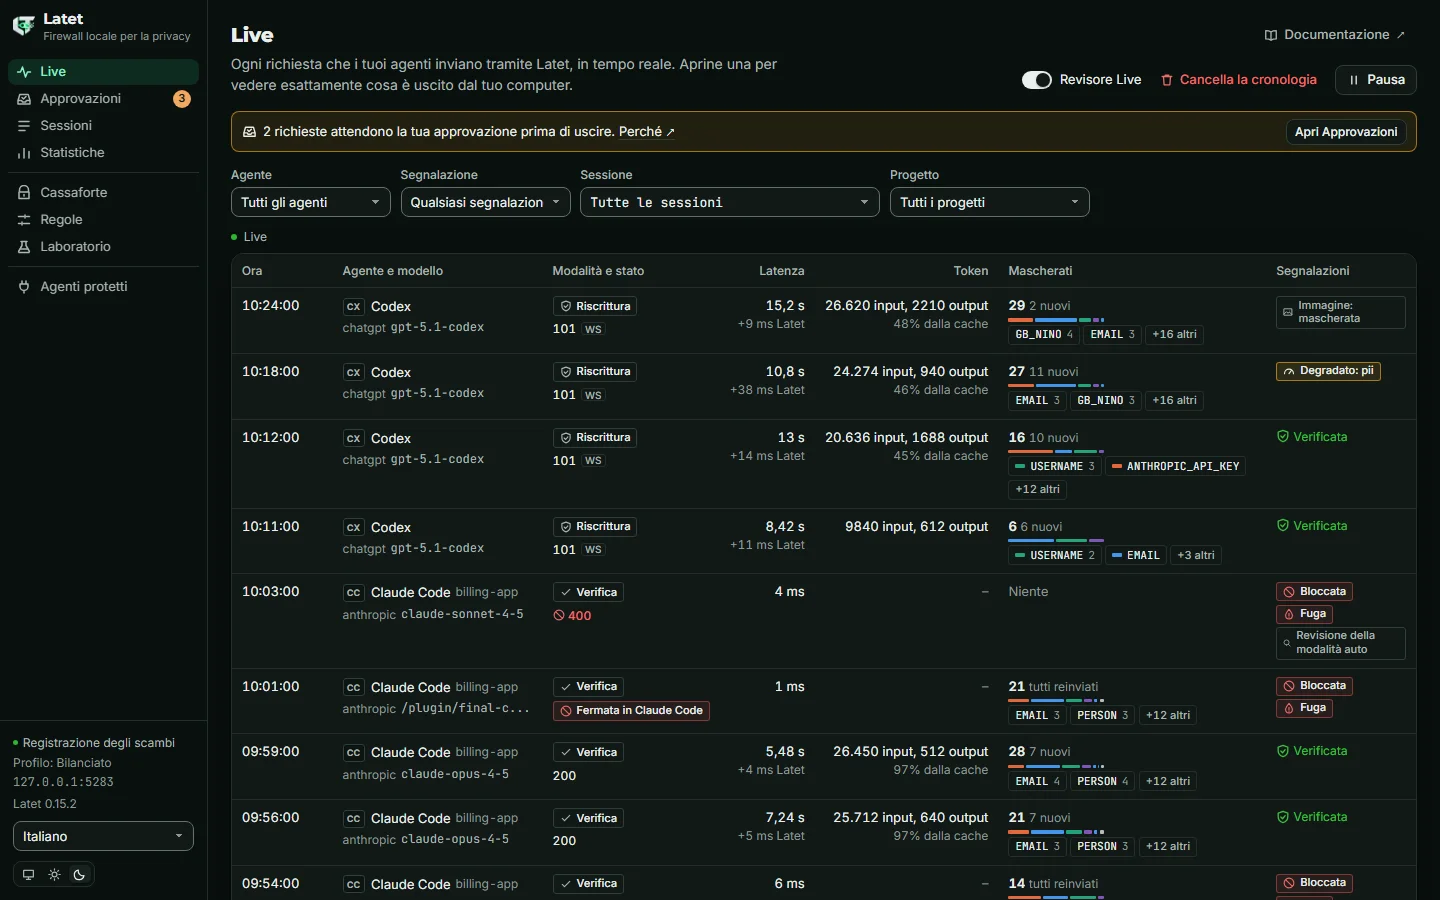 Latet
Firewall locale per la privacy
Live
Approvazioni 3
Sessioni
Statistiche
Cassaforte
Regole
Laboratorio
Agenti protetti
Registrazione degli scambi
Profilo: Bilanciato
127.0.0.1:5283
Latet 0.15.2
Italiano
Live
Documentazione ↗
Ogni richiesta che i tuoi agenti inviano tramite Latet, in tempo reale. Aprine una per
vedere esattamente cosa è uscito dal tuo computer.
Revisore Live Cancella la cronologia Pausa
2 richieste attendono la tua approvazione prima di uscire. Perché ↗ Apri Approvazioni
Agente Segnalazione Sessione Progetto
Tutti gli agenti Qualsiasi segnalazion Tutte le sessioni Tutti i progetti
Live
Ora Agente e modello Modalità e stato Latenza Token Mascherati Segnalazioni
10:24:00 cx Codex Riscrittura 15,2 s 26.620 input, 2210 output 29 2 nuovi Immagine: mascherata
chatgpt gpt-5.1-codex 101 WS +9 ms Latet 48% dalla cache
GB_NINO 4 EMAIL 3 +16 altri
10:18:00 cx Codex Riscrittura 10,8 s 24.274 input, 940 output 27 11 nuovi Degradato: pii
chatgpt gpt-5.1-codex 101 WS +38 ms Latet 46% dalla cache
EMAIL 3 GB_NINO 3 +16 altri
10:12:00 cx Codex Riscrittura 13 s 20.636 input, 1688 output 16 10 nuovi Verificata
chatgpt gpt-5.1-codex 101 WS +14 ms Latet 45% dalla cache
USERNAME 3 ANTHROPIC_API_KEY
+12 altri
10:11:00 cx Codex Riscrittura 8,42 s 9840 input, 612 output 6 6 nuovi Verificata
chatgpt gpt-5.1-codex 101 WS +11 ms Latet
USERNAME 2 EMAIL +3 altri
10:03:00 cc Claude Code billing-app Verifica 4 ms – Niente Bloccata
anthropic claude-sonnet-4-5 400 Fuga
Revisione della
modalità auto
10:01:00 cc Claude Code billing-app Verifica 1 ms – 21 tutti reinviati Bloccata
anthropic /plugin/final-c... Fermata in Claude Code Fuga
EMAIL 3 PERSON 3 +12 altri
09:59:00 cc Claude Code billing-app Verifica 5,48 s 26.450 input, 512 output 28 7 nuovi Verificata
anthropic claude-opus-4-5 200 +4 ms Latet 97% dalla cache
EMAIL 4 PERSON 4 +12 altri
09:56:00 cc Claude Code billing-app Verifica 7,24 s 25.712 input, 640 output 21 7 nuovi Verificata
anthropic claude-opus-4-5 200 +5 ms Latet 97% dalla cache
EMAIL 3 PERSON 3 +12 altri
09:54:00 cc Claude Code billing-app Verifica 6 ms – 14 tutti reinviati Bloccata